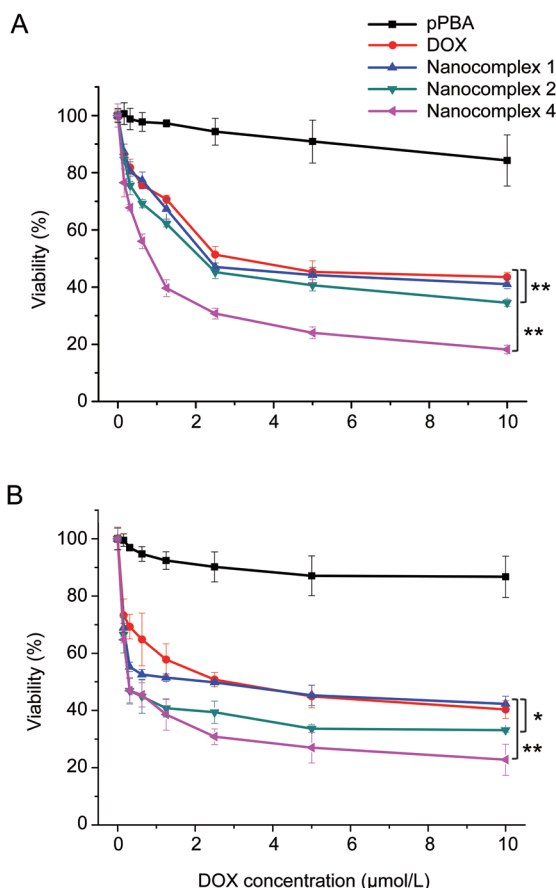 A
pPBA
DOX
Nanocomplex 1
Nanocomplex 2
Nanocomplex 4
Viability (%)
100
80
60
40
20
0
**
**
0 2 4 6 8 10
B
Viability (%)
100
80
60
40
20
0
*
**
0 2 4 6 8 10
DOX concentration (μmol/L)